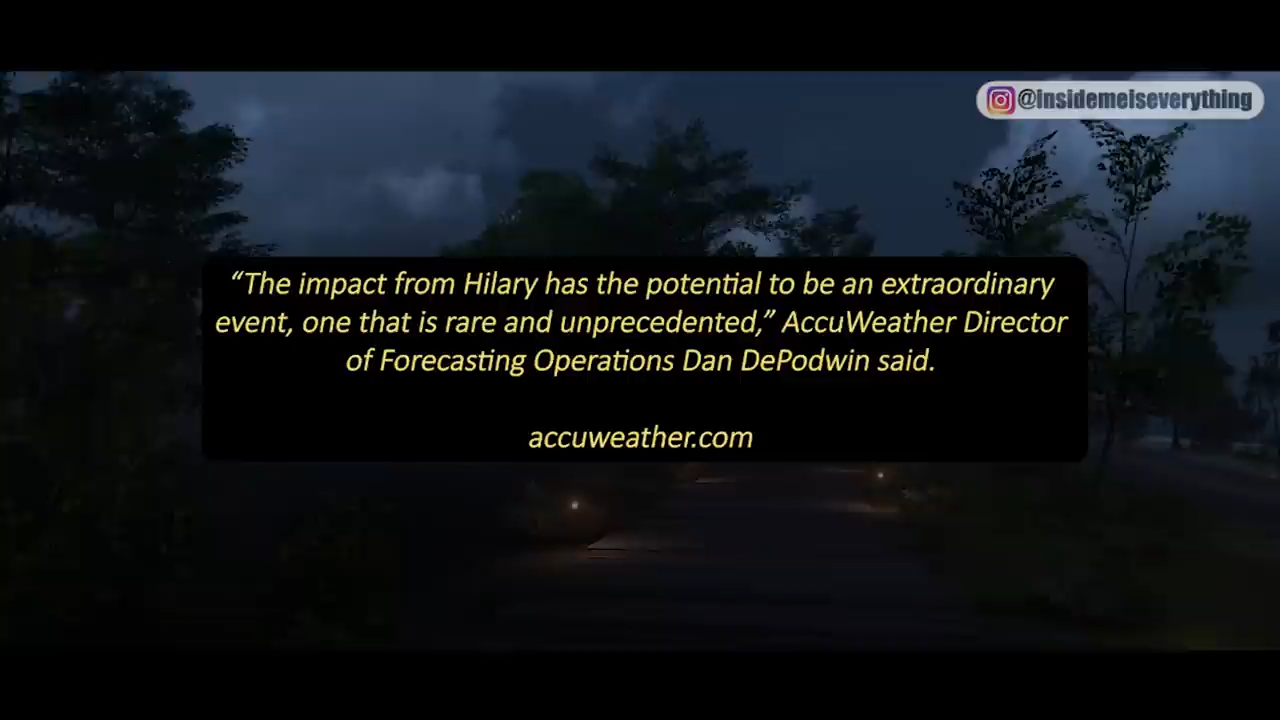 @insidemeiseverything
“The impact from Hilary has the potential to be an extraordinary
event, one that is rare and unprecedented,” AccuWeather Director
of Forecasting Operations Dan DePodwin said.
accuweather.com